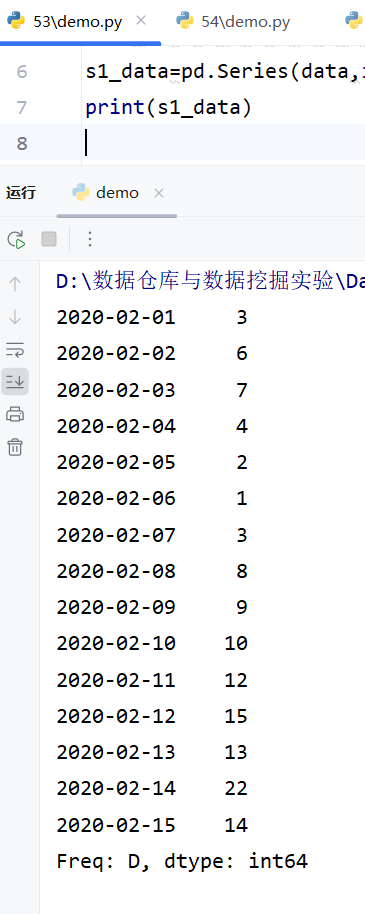 53\demo.py
54\demo.py
6 s1_data=pd.Series(data,
7 print(s1_data)
8
运行 demo
D:\数据仓库与数据挖掘实验\Da
2020-02-01 3
2020-02-02 6
2020-02-03 7
2020-02-04 4
2020-02-05 2
2020-02-06 1
2020-02-07 3
2020-02-08 8
2020-02-09 9
2020-02-10 10
2020-02-11 12
2020-02-12 15
2020-02-13 13
2020-02-14 22
2020-02-15 14
Freq: D, dtype: int64